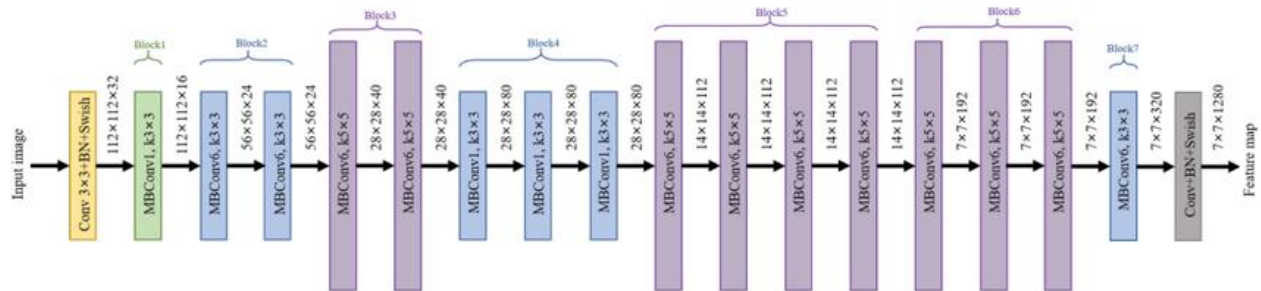 Block1
Block2
Block3
Block4
Block5
Block6
Block7
Input image
Conv 3×3+BN+Swish
112×112×32
MBConv1, k3×3
112×112×16
MBConv6, k3×3
56×56×24
MBConv6, k3×3
56×56×24
MBConv6, k5×5
28×28×40
MBConv6, k5×5
28×28×40
MBConv1, k3×3
28×28×80
MBConv1, k3×3
28×28×80
MBConv1, k3×3
28×28×80
MBConv6, k5×5
14×14×112
MBConv6, k5×5
14×14×112
MBConv6, k5×5
14×14×112
MBConv6, k5×5
14×14×112
MBConv6, k5×5
7×7×192
MBConv6, k5×5
7×7×192
MBConv6, k5×5
7×7×192
MBConv6, k3×3
7×7×320
Conv+BN+Swish
7×7×1280
Feature map